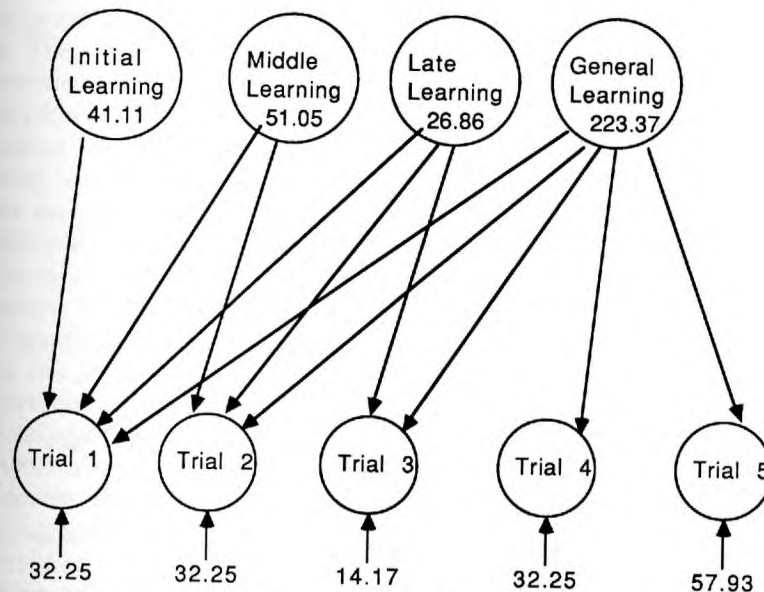 Initial
Learning
41.11
Middle
Learning
51.05
Late
Learning
26.86
General
Learning
223.37
Trial 1
Trial 2
Trial 3
Trial 4
Trial 5
32.25
32.25
14.17
32.25
57.93